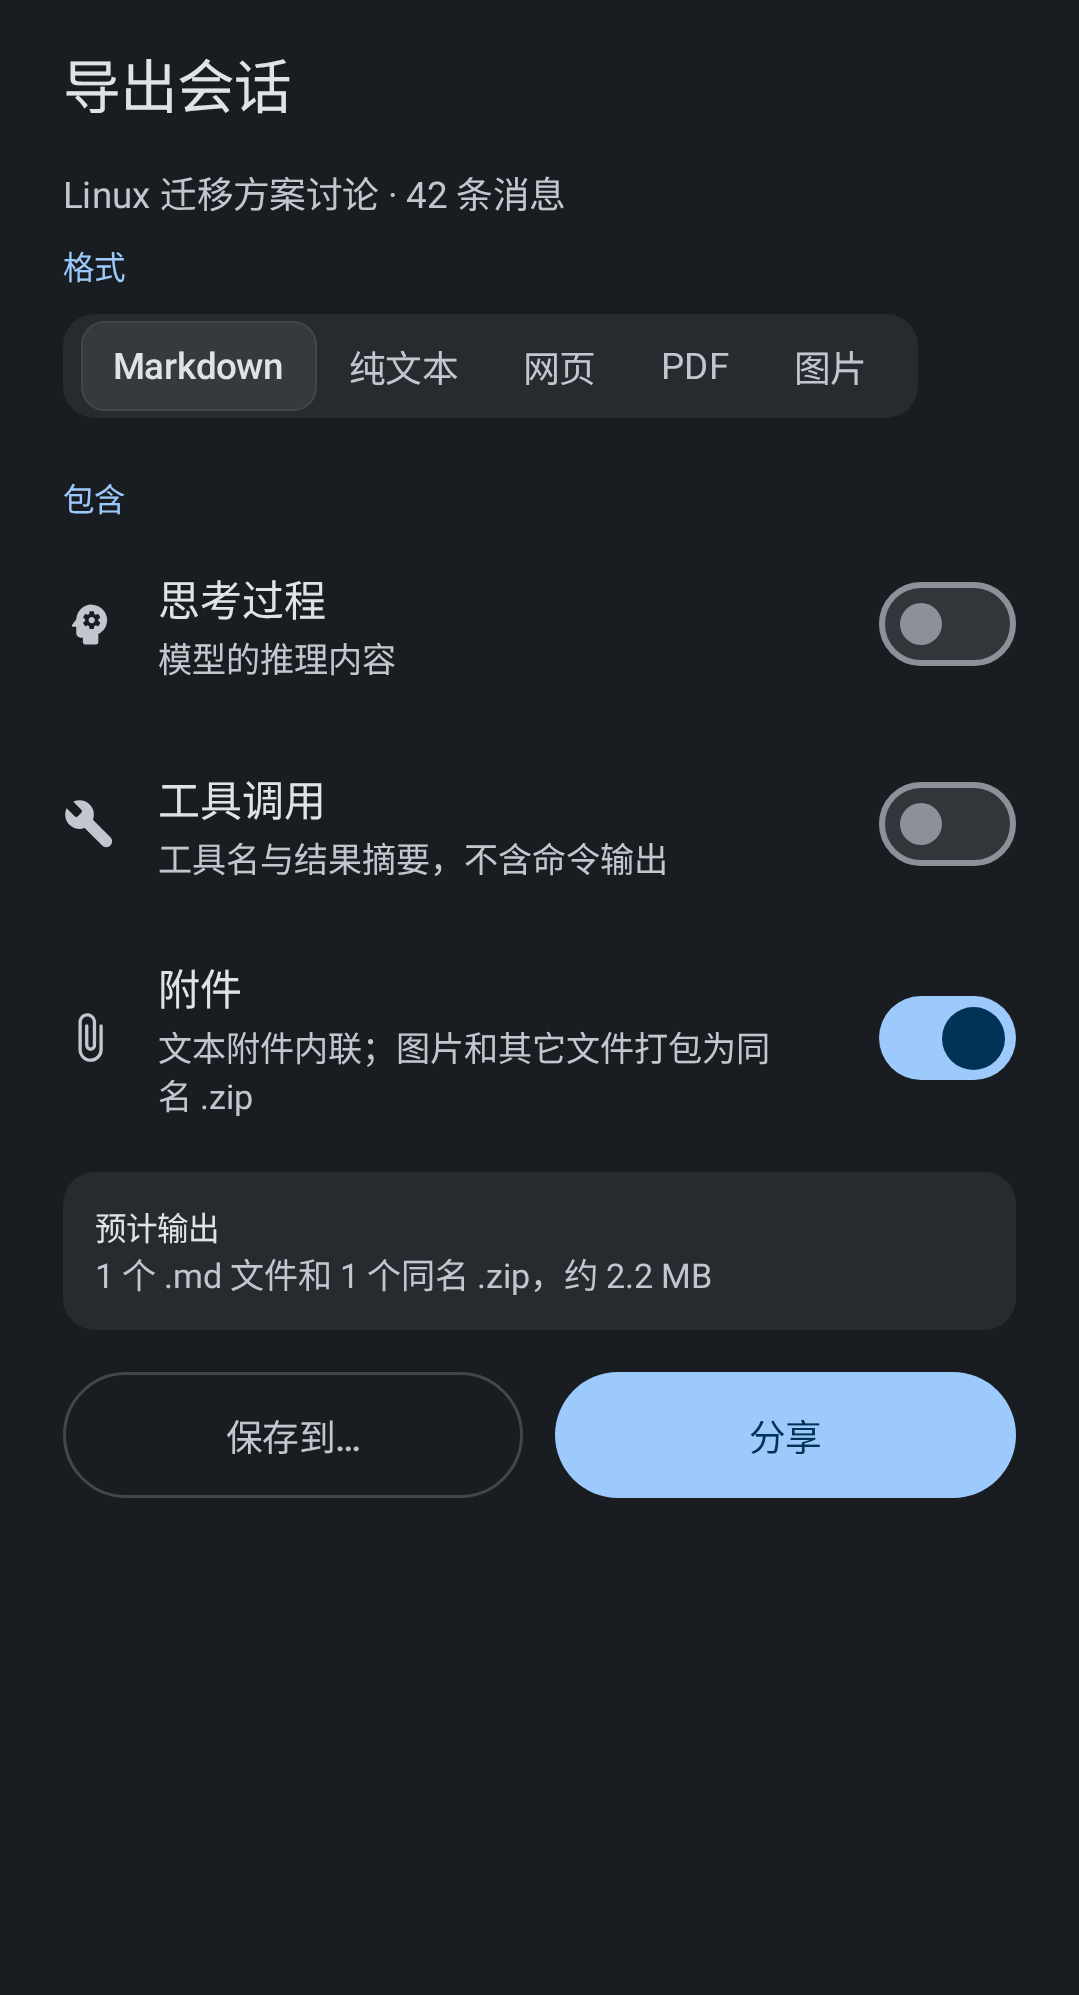 导出会话
Linux 迁移方案讨论 · 42 条消息
格式
Markdown 纯文本 网页 PDF 图片
包含
思考过程
模型的推理内容
工具调用
工具名与结果摘要，不含命令输出
附件
文本附件内联；图片和其它文件打包为同
名 .zip
预计输出
1 个 .md 文件和 1 个同名 .zip，约 2.2 MB
保存到… 分享